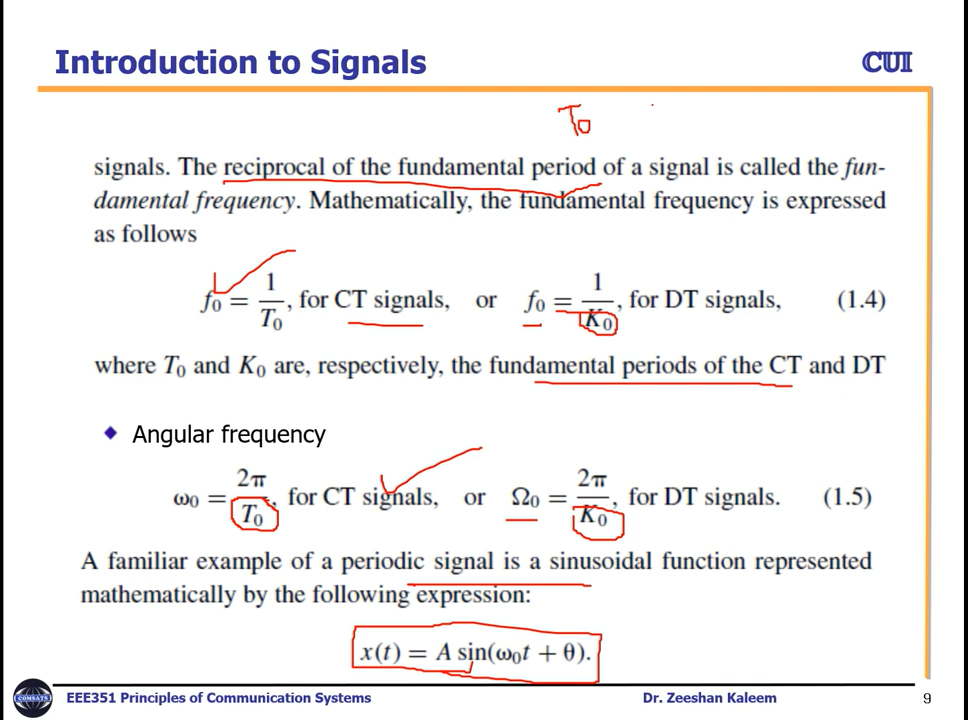 Introduction to Signals
CUI
T₀
signals. The reciprocal of the fundamental period of a signal is called the fun-
damental frequency. Mathematically, the fundamental frequency is expressed
as follows
f₀ = 1/T₀, for CT signals, or f₀ = 1/K₀, for DT signals, (1.4)
where T₀ and K₀ are, respectively, the fundamental periods of the CT and DT
◆ Angular frequency
ω₀ = 2π/T₀, for CT signals, or Ω₀ = 2π/K₀, for DT signals. (1.5)
A familiar example of a periodic signal is a sinusoidal function represented
mathematically by the following expression:
x(t) = A sin(ω₀t + θ).
COMSATS
EEE351 Principles of Communication Systems
Dr. Zeeshan Kaleem
9